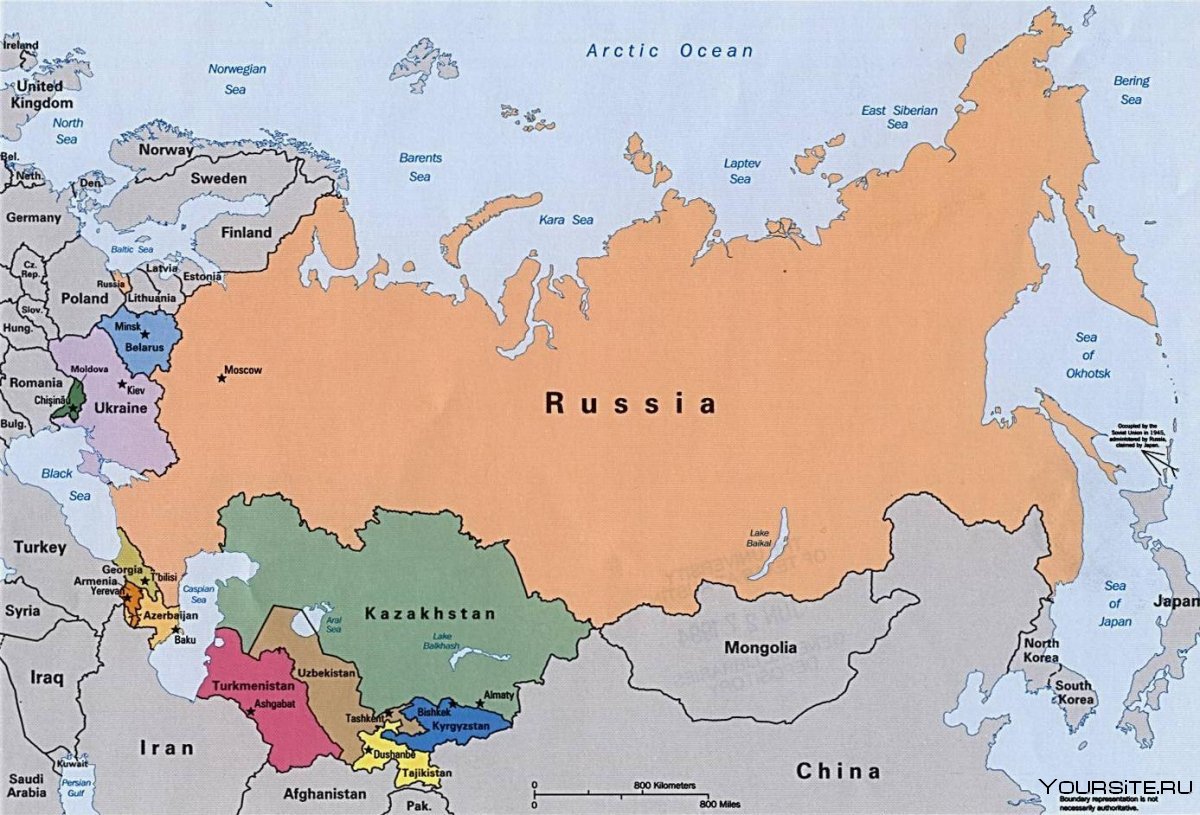 Arctic Ocean
Ireland
United
Kingdom
Norwegian
Sea
North
Sea
Barents
Sea
Kara Sea
Laptev
Sea
East Siberian
Sea
Bering
Sea
Norway
Sweden
Finland
Bel.
Neth.
Den.
Germany
Baltic Sea
Latvia
Estonia
Russia
Lithuania
Cz.
Rep.
Poland
Slov.
Hung.
Minsk
Belarus
Moldova
Romania
Kiev
Chişinău
Ukraine
Bulg.
Moscow
Russia
Sea
of
Okhotsk
Occupied by the
Soviet Union in 1945,
administered by Russia,
claimed by Japan.
Black
Sea
Turkey
Georgia
T'bilisi
Armenia
Yerevan
Azerbaijan
Baku
Caspian
Sea
Aral
Sea
Kazakhstan
Lake
Balkhash
Lake
Baikal
Syria
Iraq
Turkmenistan
Ashgabat
Uzbekistan
Tashkent
Bishkek
Almaty
Kyrgyzstan
Dushanbe
Tajikistan
Mongolia
Sea
of
Japan
Japan
North
Korea
South
Korea
Iran
Kuwait
Saudi
Arabia
Persian
Gulf
Afghanistan
Pak.
China
0
800 Kilometers
0
800 Miles
YOURSITE.RU
Boundary representation is not
necessarily authoritative.